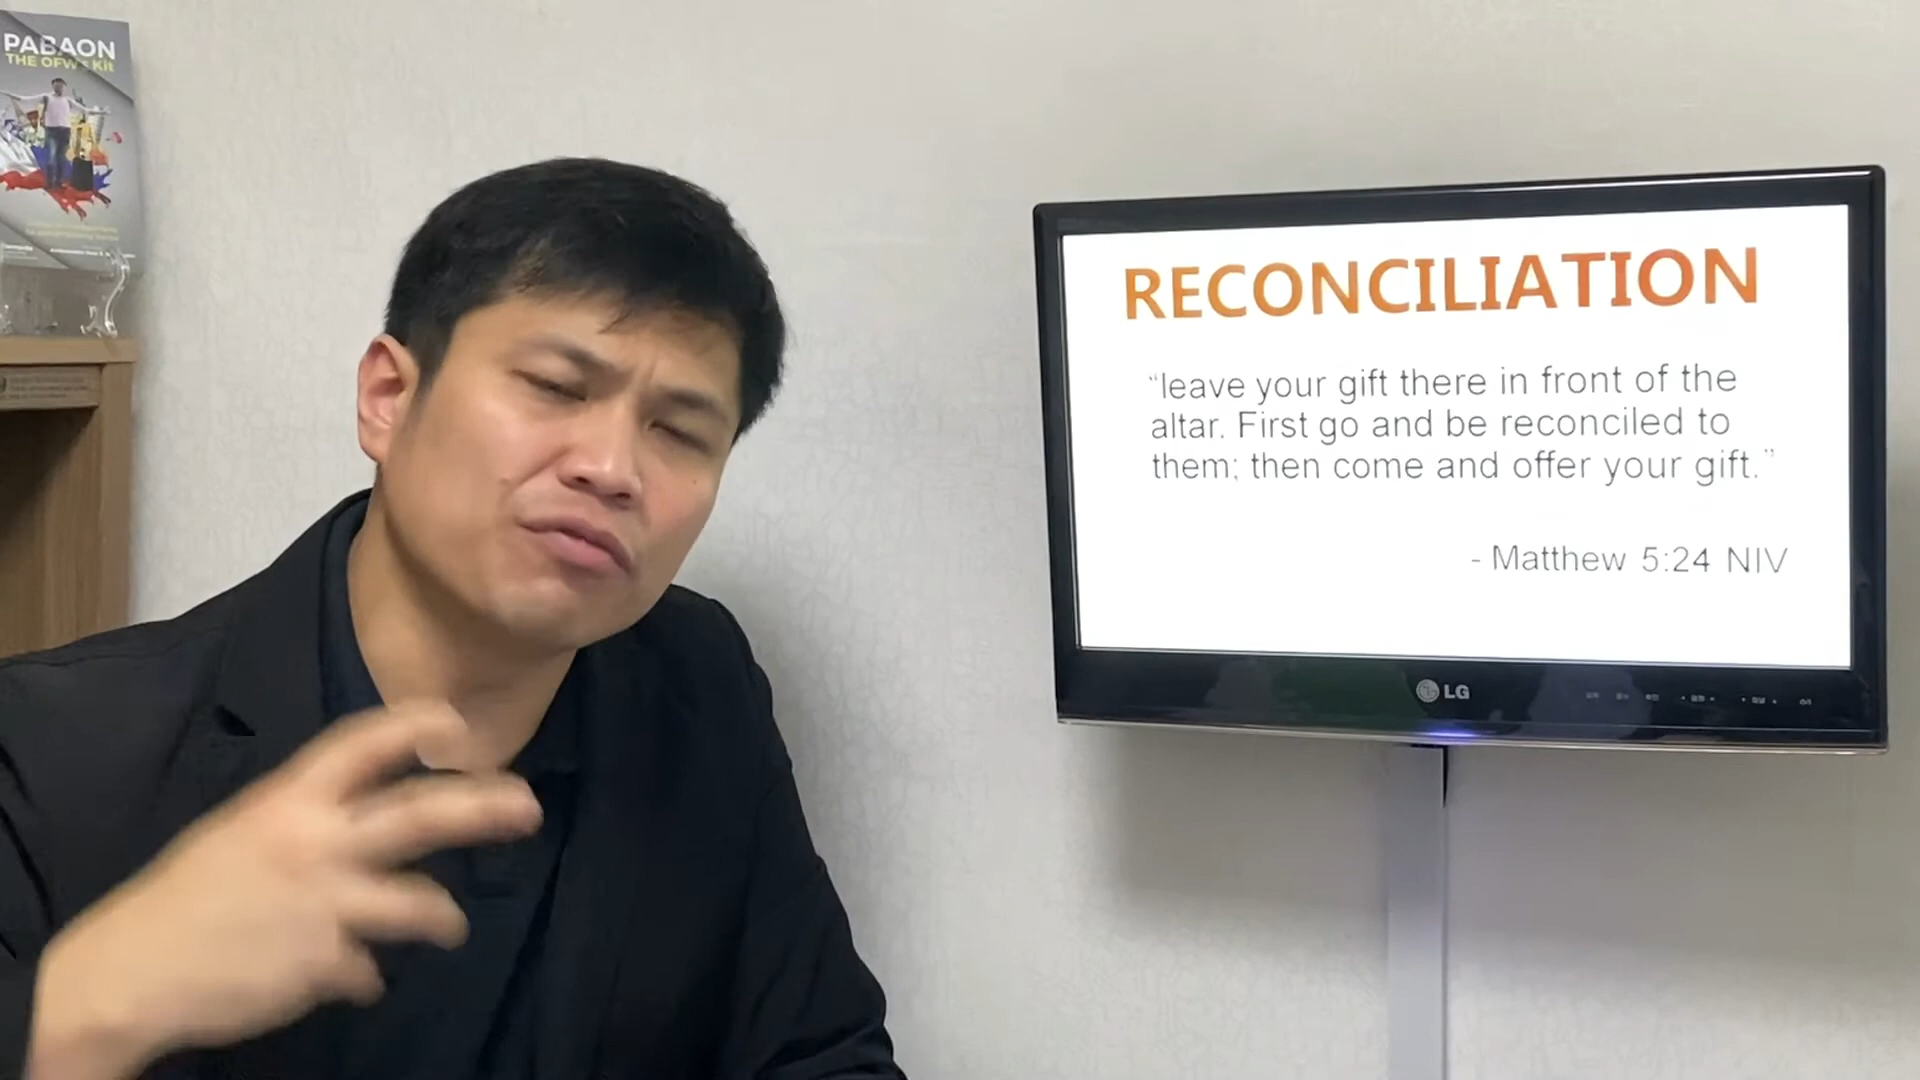 PABAON
THE OFW's Kit
RECONCILIATION
“leave your gift there in front of the
altar. First go and be reconciled to
them; then come and offer your gift.”
- Matthew 5:24 NIV
LG